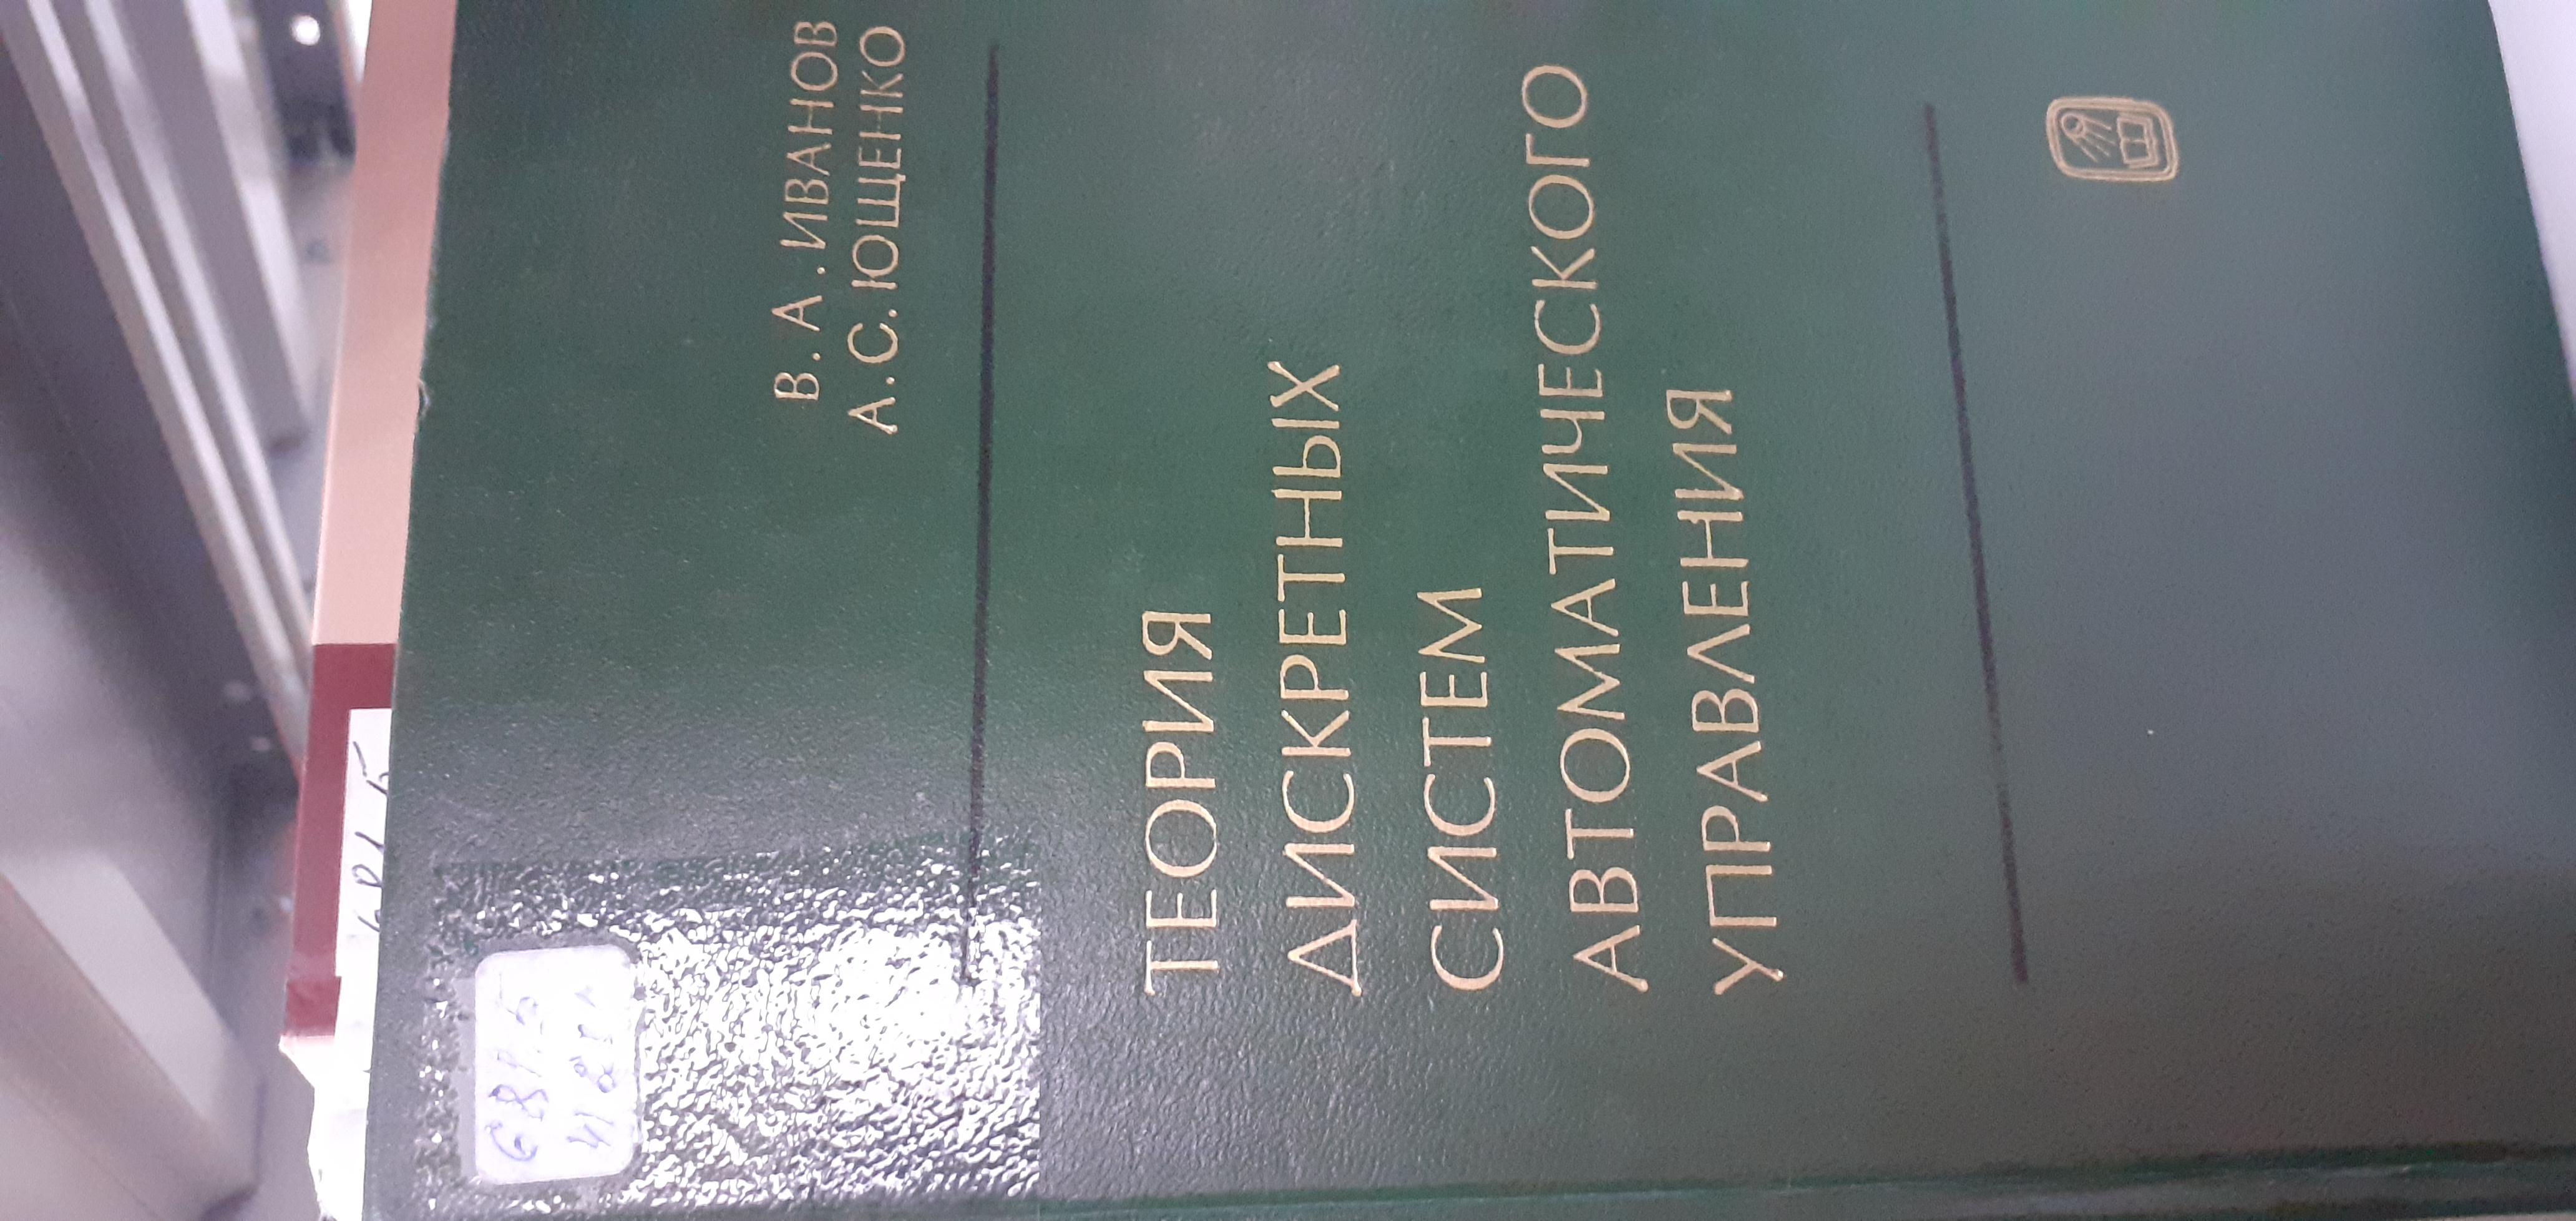 В. А. ИВАНОВ
А. С. ЮЩЕНКО
ТЕОРИЯ
ДИСКРЕТНЫХ
СИСТЕМ
АВТОМАТИЧЕСКОГО
УПРАВЛЕНИЯ